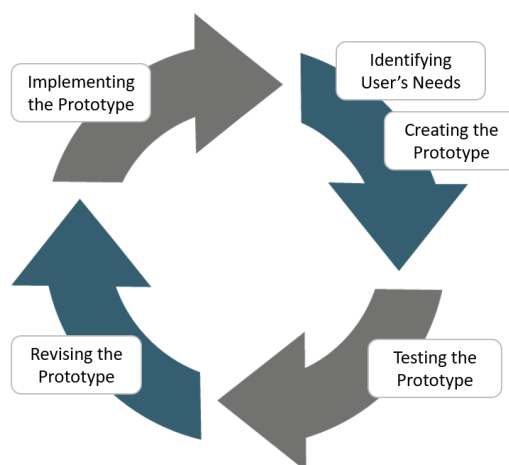 Identifying
User's Needs
Creating the
Prototype
Testing the
Prototype
Revising the
Prototype
Implementing
the Prototype